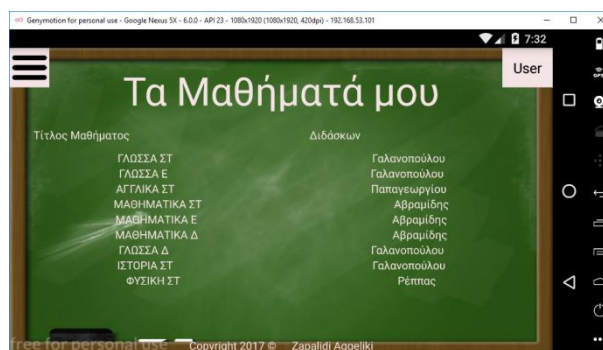 Genymotion for personal use - Google Nexus 5X - 6.0.0 - API 23 - 1080x1920 (1080x1920, 420dpi) - 192.168.53.101
7:32
User
Τα Μαθήματά μου
Τίτλος Μαθήματος Διδάσκων
ΓΛΩΣΣΑ ΣΤ Γαλανοπούλου
ΓΛΩΣΣΑ Ε Γαλανοπούλου
ΑΓΓΛΙΚΑ ΣΤ Παπαγεωργίου
ΜΑΘΗΜΑΤΙΚΑ ΣΤ Αβραμίδης
ΜΑΘΗΜΑΤΙΚΑ Ε Αβραμίδης
ΜΑΘΗΜΑΤΙΚΑ Δ Αβραμίδης
ΓΛΩΣΣΑ Δ Γαλανοπούλου
ΙΣΤΟΡΙΑ ΣΤ Γαλανοπούλου
ΦΥΣΙΚΗ ΣΤ Ρέππας
free for personal use Copyright 2017 © Zapalidi Aggeliki